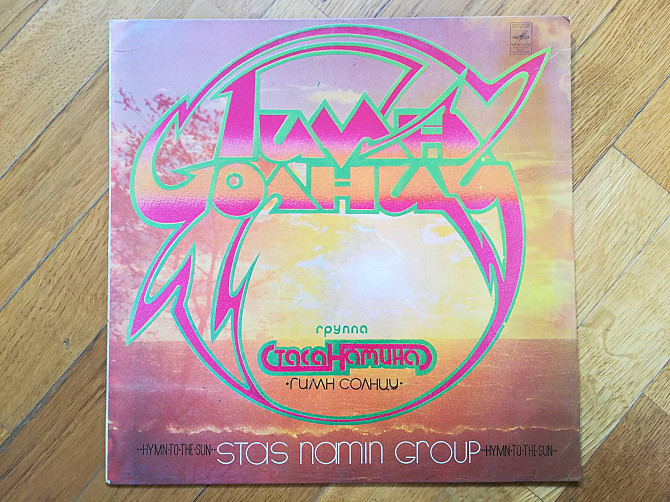 Гимн
Солнцу
группа
Стаса Намина
·ГИМН СОЛНЦУ·
··HYMN·TO·THE·SUN·· STAS NAMIN GROUP ··HYMN·TO·THE·SUN··